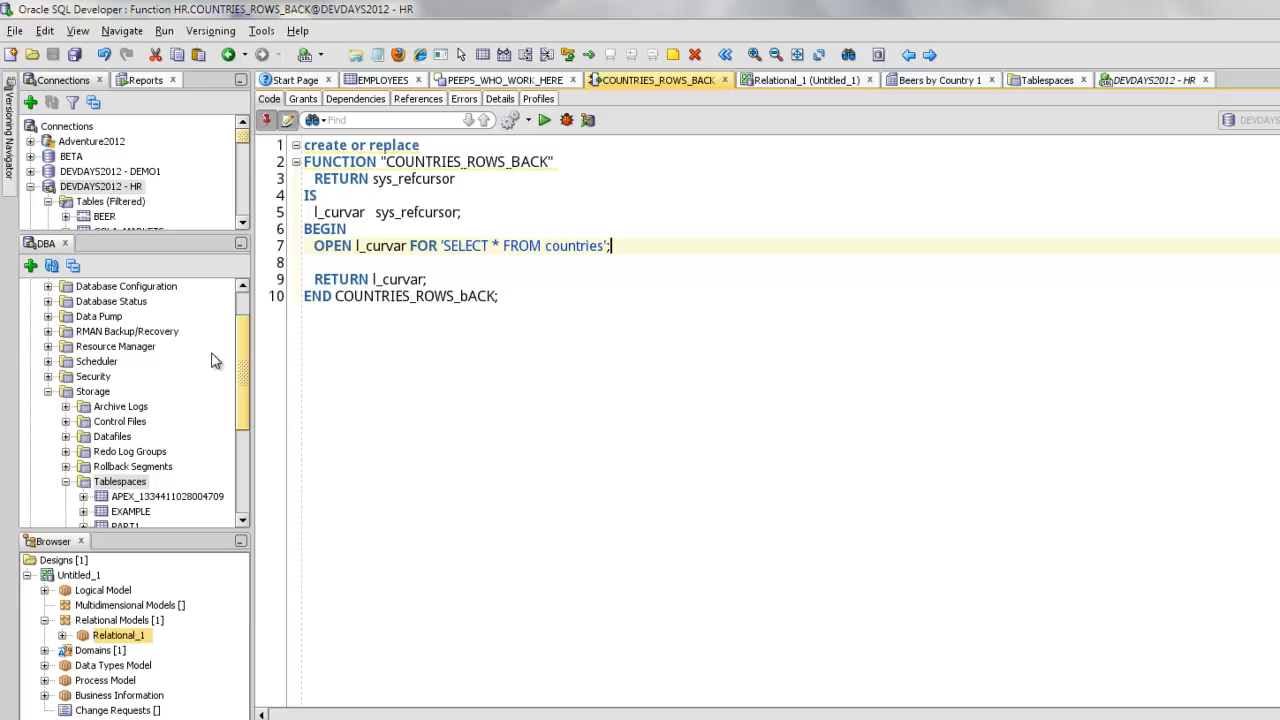 Oracle SQL Developer : Function HR.COUNTRIES_ROWS_BACK@DEVDAYS2012 - HR
File Edit View Navigate Run Versioning Tools Help
Connections Reports
Start Page EMPLOYEES PEEPS_WHO_WORK_HERE COUNTRIES_ROWS_BACK Relational_1 (Untitled_1) Beers by Country 1 Tablespaces DEVDAYS2012 - HR
Versioning Navigator
Code Grants Dependencies References Errors Details Profiles
Find
DEVDAYS
Connections
Adventure2012
BETA
DEVDAYS2012 - DEMO1
DEVDAYS2012 - HR
Tables (Filtered)
BEER
DBA
Database Configuration
Database Status
Data Pump
RMAN Backup/Recovery
Resource Manager
Scheduler
Security
Storage
Archive Logs
Control Files
Datafiles
Redo Log Groups
Rollback Segments
Tablespaces
APEX_1334411028004709
EXAMPLE
PART1
Browser
Designs [1]
Untitled_1
Logical Model
Multidimensional Models []
Relational Models [1]
Relational_1
Domains [1]
Data Types Model
Process Model
Business Information
Change Requests []
1 create or replace
2 FUNCTION "COUNTRIES_ROWS_BACK"
3 RETURN sys_refcursor
4 IS
5 l_curvar sys_refcursor;
6 BEGIN
7 OPEN l_curvar FOR 'SELECT * FROM countries';
8
9 RETURN l_curvar;
10 END COUNTRIES_ROWS_bACK;